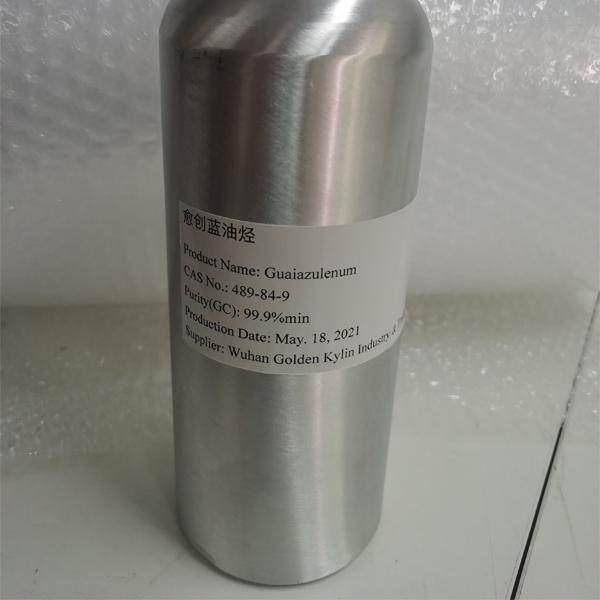 愈创蓝油烃
Product Name: Guaiazulenum
CAS No.: 489-84-9
Purity(GC): 99.9%min
Production Date: May. 18, 2021
Supplier: Wuhan Golden Kylin Industry &